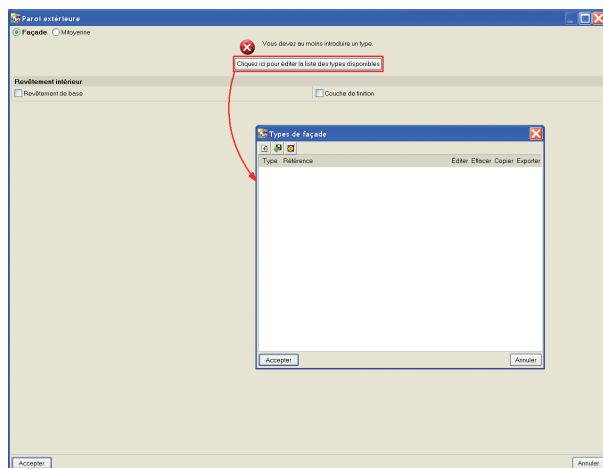 Paroi extérieure
Façade Mitoyenne
Vous devez au moins introduire un type.
Cliquez ici pour éditer la liste des types disponibles
Revêtement intérieur
Revêtement de base Couche de finition
Types de façade
Type Référence Éditer Effacer Copier Exporter
Accepter Annuler
Accepter Annuler